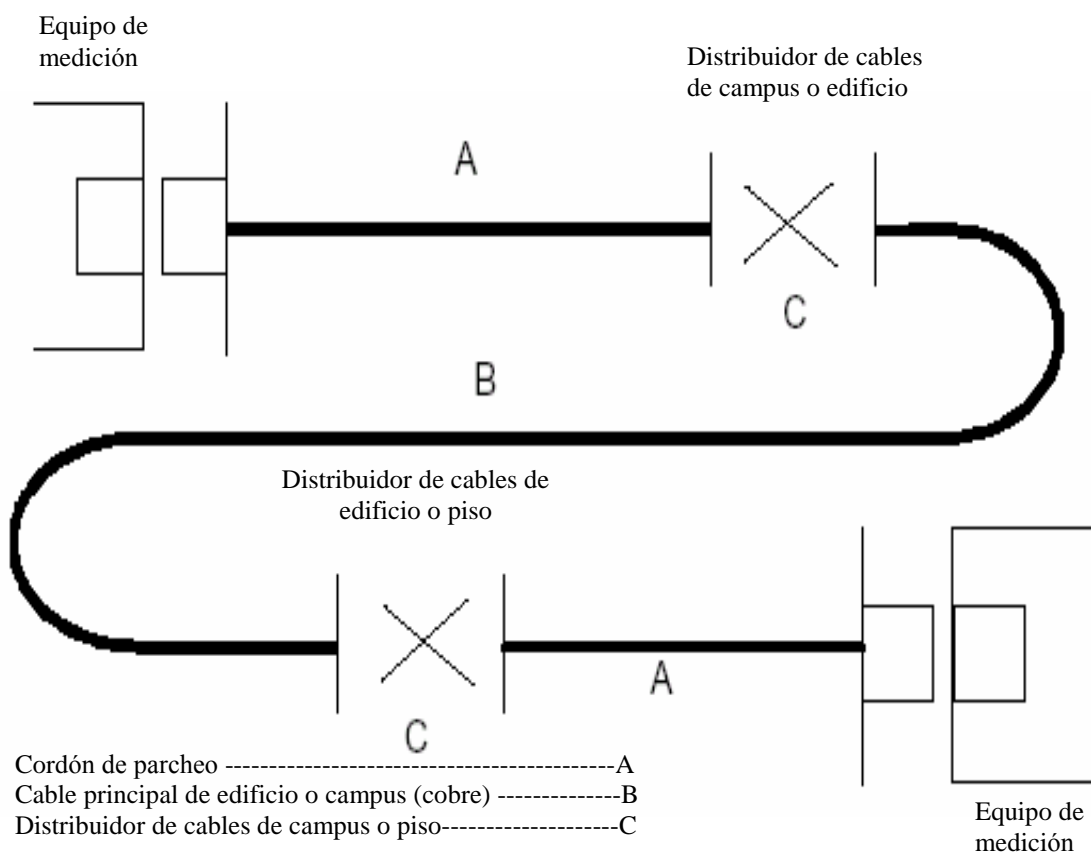 Equipo de
medición
Distribuidor de cables
de campus o edificio
A
C
B
Distribuidor de cables de
edificio o piso
A
C
Cordón de parcheo --------------------------------------------A
Cable principal de edificio o campus (cobre) --------------B
Distribuidor de cables de campus o piso--------------------C
Equipo de
medición